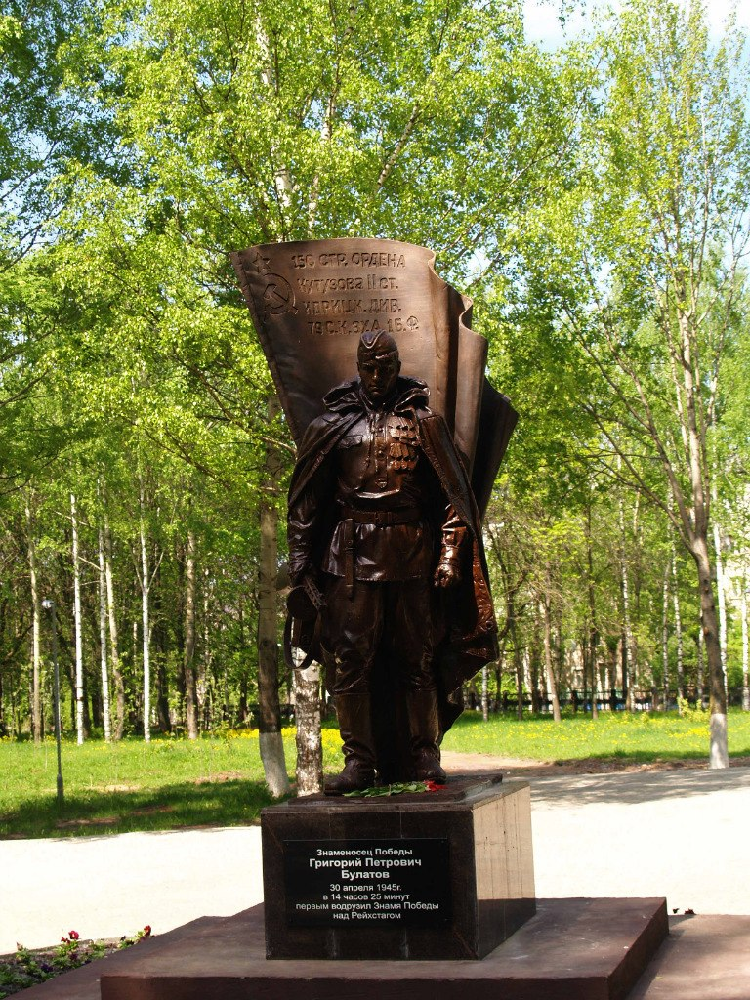 150 СТР. ОРДЕНА
КУТУЗОВА II СТ.
ИДРИЦК. ДИВ.
79 С.К. 3 У.А. 1 Б.Ф.
Знаменосец Победы
Григорий Петрович
Булатов
30 апреля 1945г.
в 14 часов 25 минут
первым водрузил Знамя Победы
над Рейхстагом